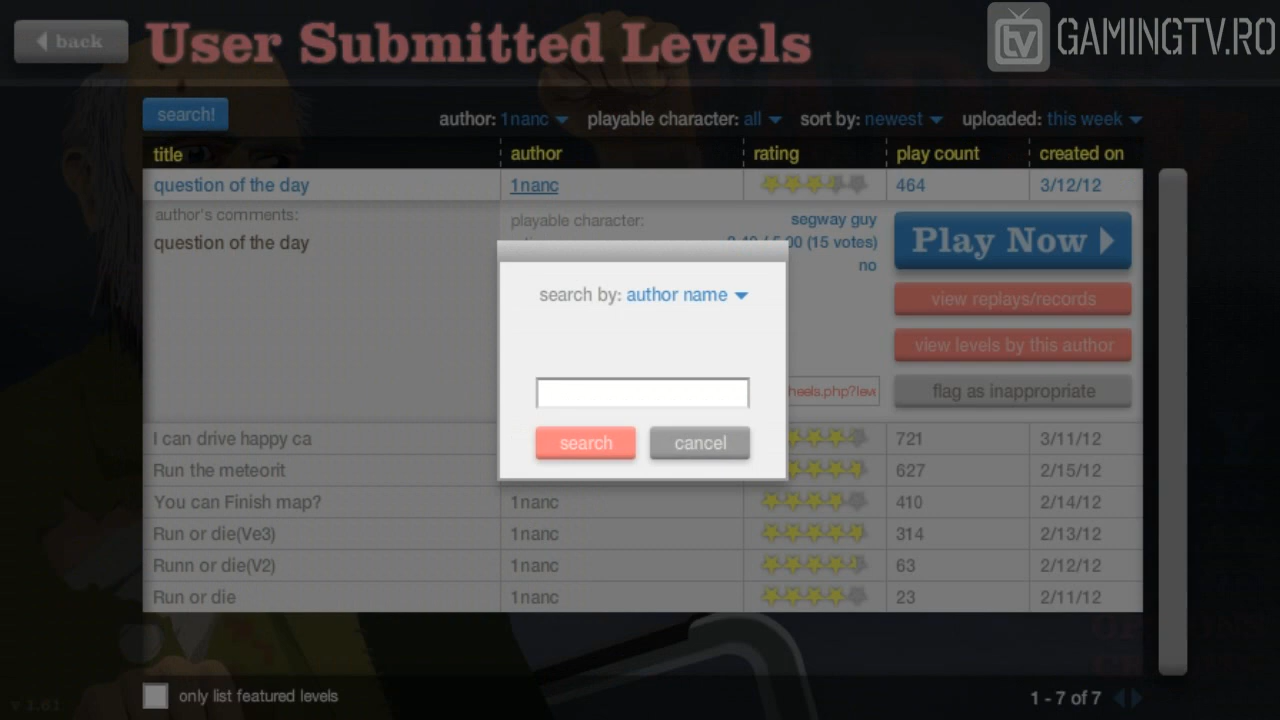 back
User Submitted Levels
tv GAMINGTV.RO
search!
author: 1nanc playable character: all sort by: newest uploaded: this week
title author rating play count created on
question of the day 1nanc 464 3/12/12
author's comments:
question of the day
playable character: segway guy
(15 votes)
no
Play Now
view replays/records
view levels by this author
flag as inappropriate
search by: author name
search cancel
I can drive happy ca 721 3/11/12
Run the meteorit 627 2/15/12
You can Finish map? 1nanc 410 2/14/12
Run or die(Ve3) 1nanc 314 2/13/12
Runn or die(V2) 1nanc 63 2/12/12
Run or die 1nanc 23 2/11/12
only list featured levels
1 - 7 of 7
v 1.61